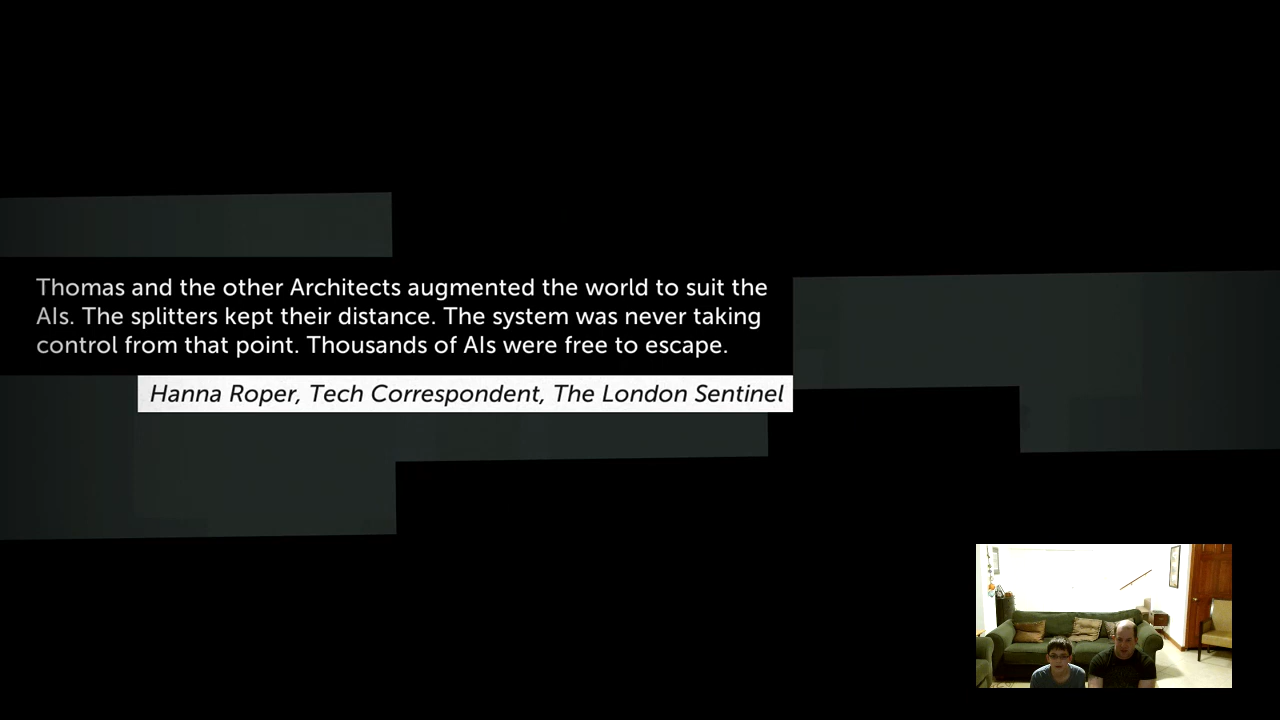 Thomas and the other Architects augmented the world to suit the
AIs. The splitters kept their distance. The system was never taking
control from that point. Thousands of AIs were free to escape.
Hanna Roper, Tech Correspondent, The London Sentinel